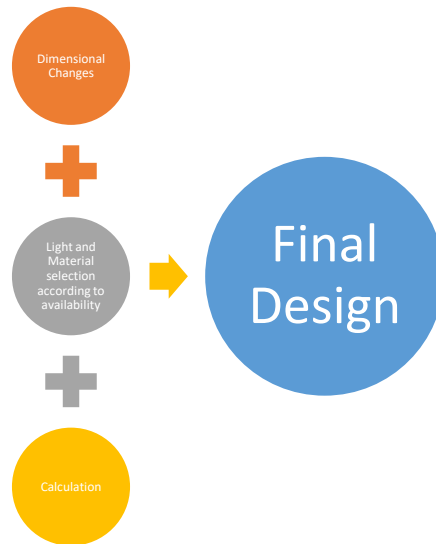 Dimensional
Changes
Light and
Material
selection
according to
availability
Final
Design
Calculation